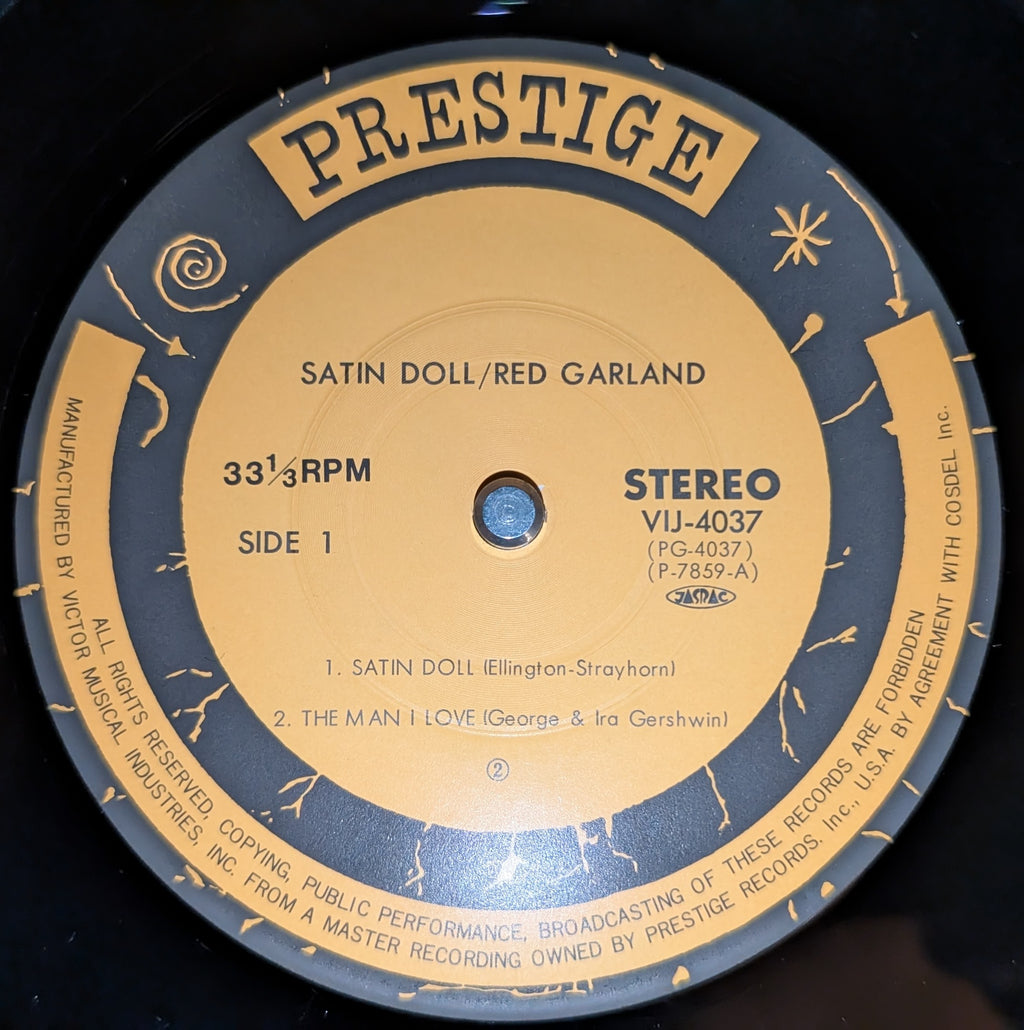 PRESTIGE
SATIN DOLL/RED GARLAND
33⅓RPM
SIDE 1
STEREO
VIJ-4037
(PG-4037)
(P-7859-A)
JASRAC
1. SATIN DOLL (Ellington-Strayhorn)
2. THE MAN I LOVE (George & Ira Gershwin)
②
ALL RIGHTS RESERVED, COPYING, PUBLIC PERFORMANCE, BROADCASTING OF THESE RECORDS ARE FORBIDDEN
MANUFACTURED BY VICTOR MUSICAL INDUSTRIES, INC. FROM A MASTER RECORDING OWNED BY PRESTIGE RECORDS. Inc., U.S.A. BY AGREEMENT WITH COSDEL Inc.